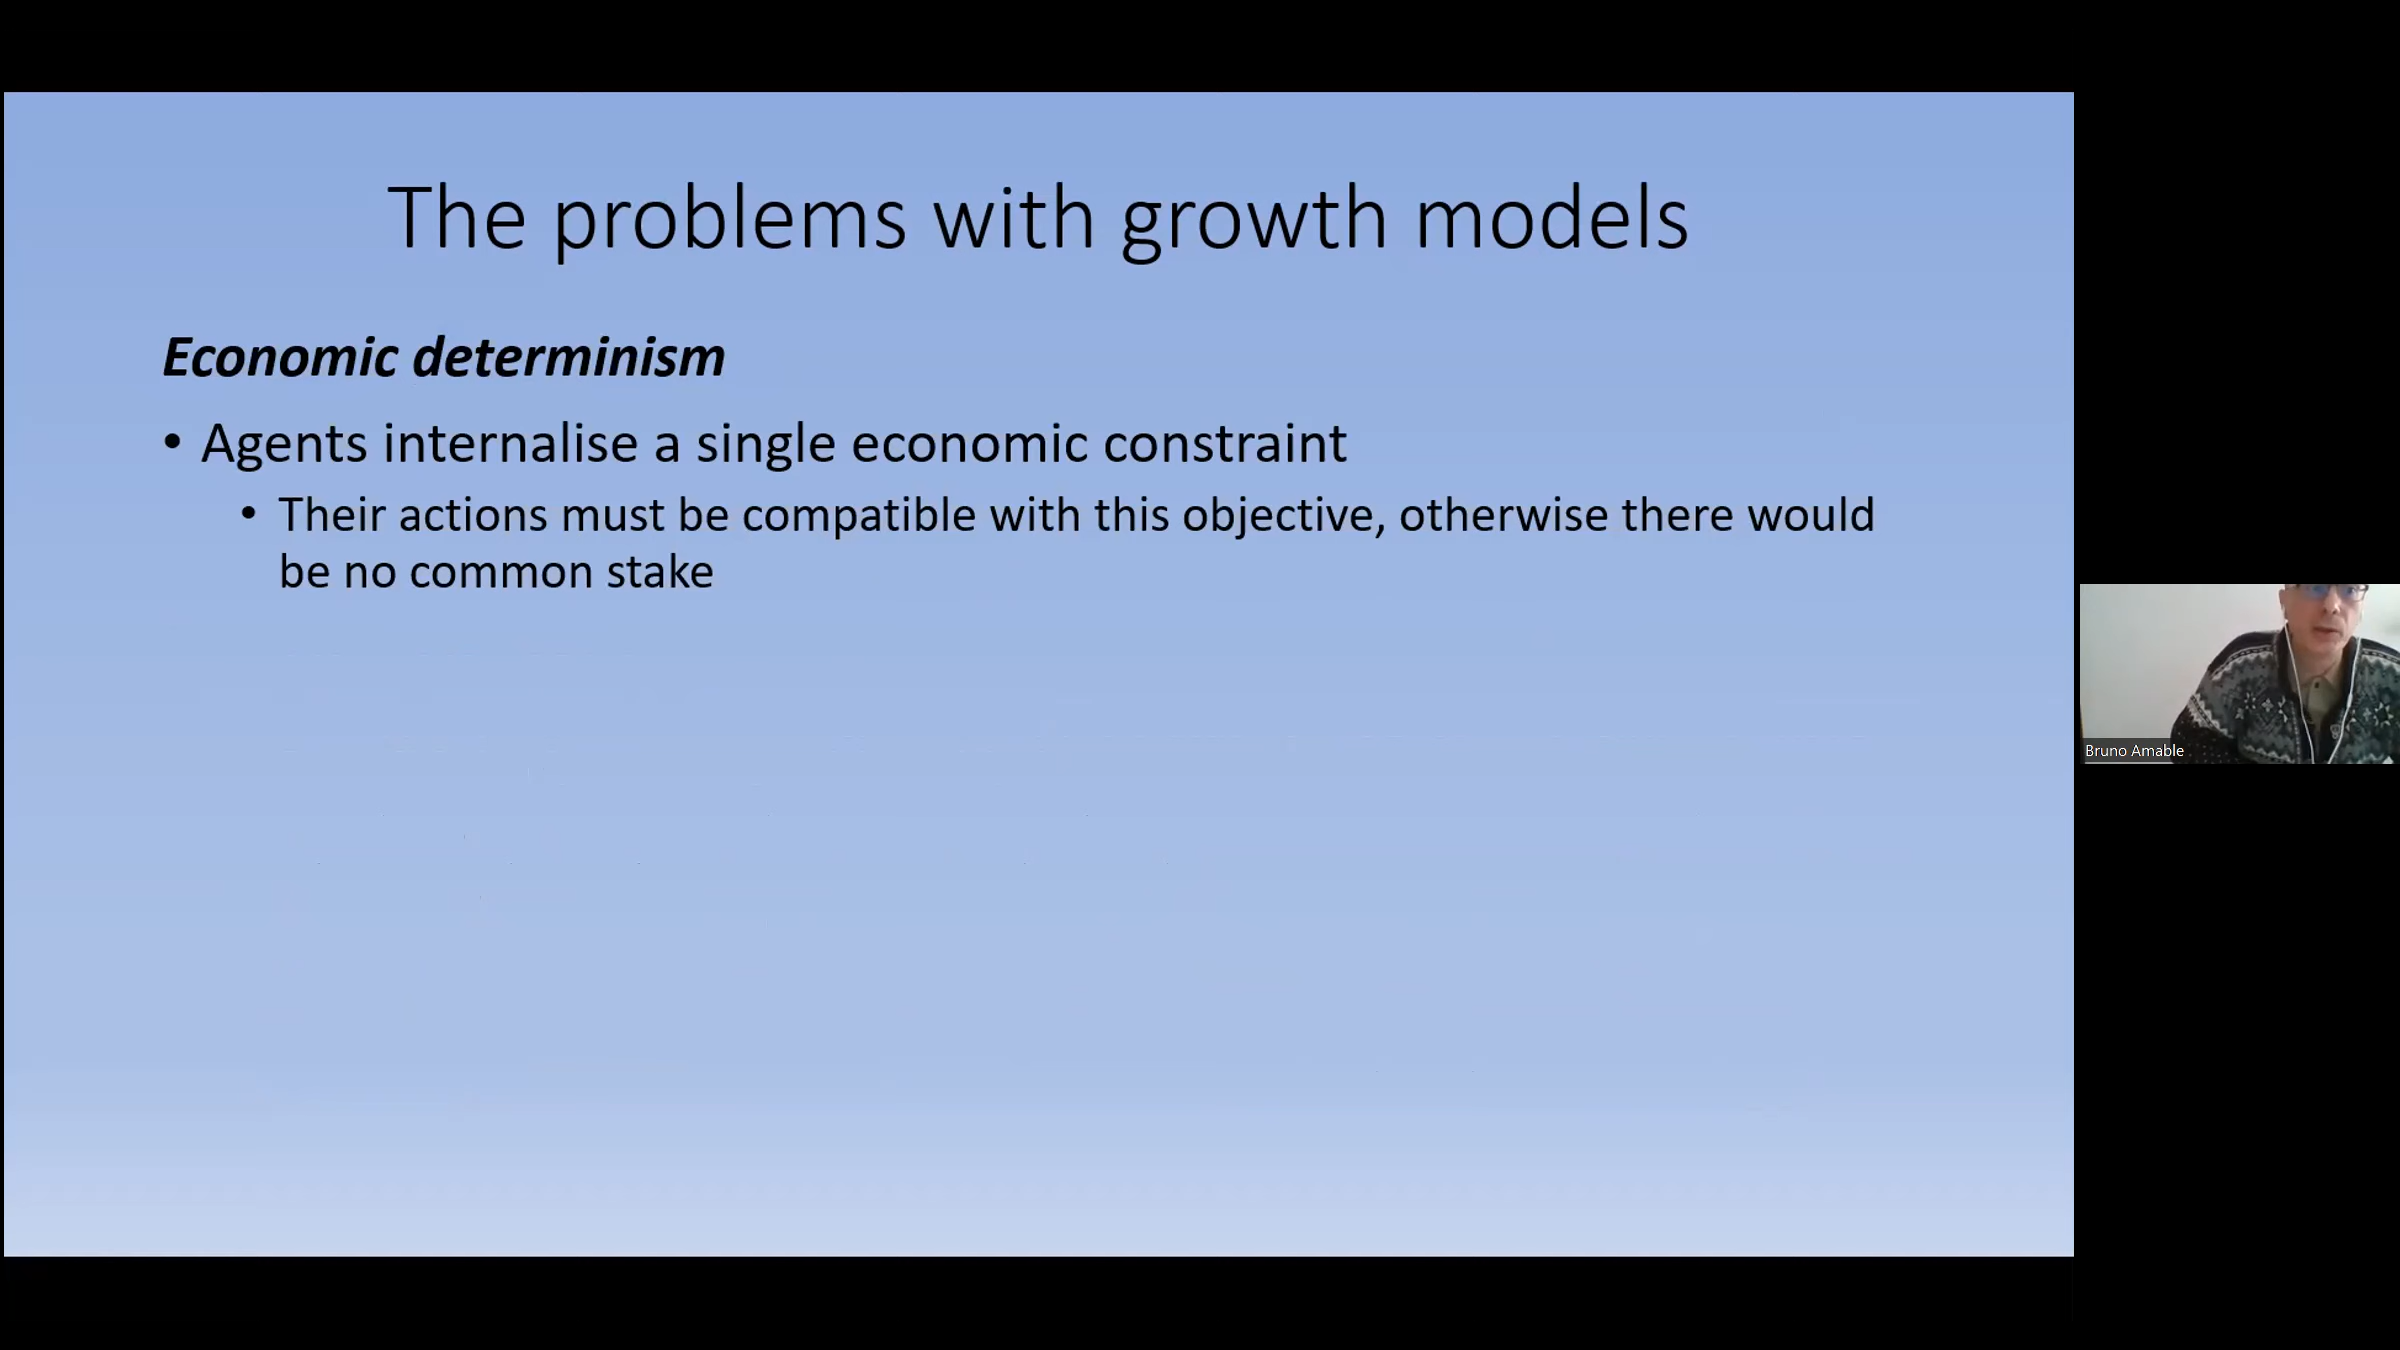 The problems with growth models
Economic determinism
• Agents internalise a single economic constraint
• Their actions must be compatible with this objective, otherwise there would
be no common stake
Bruno Amable